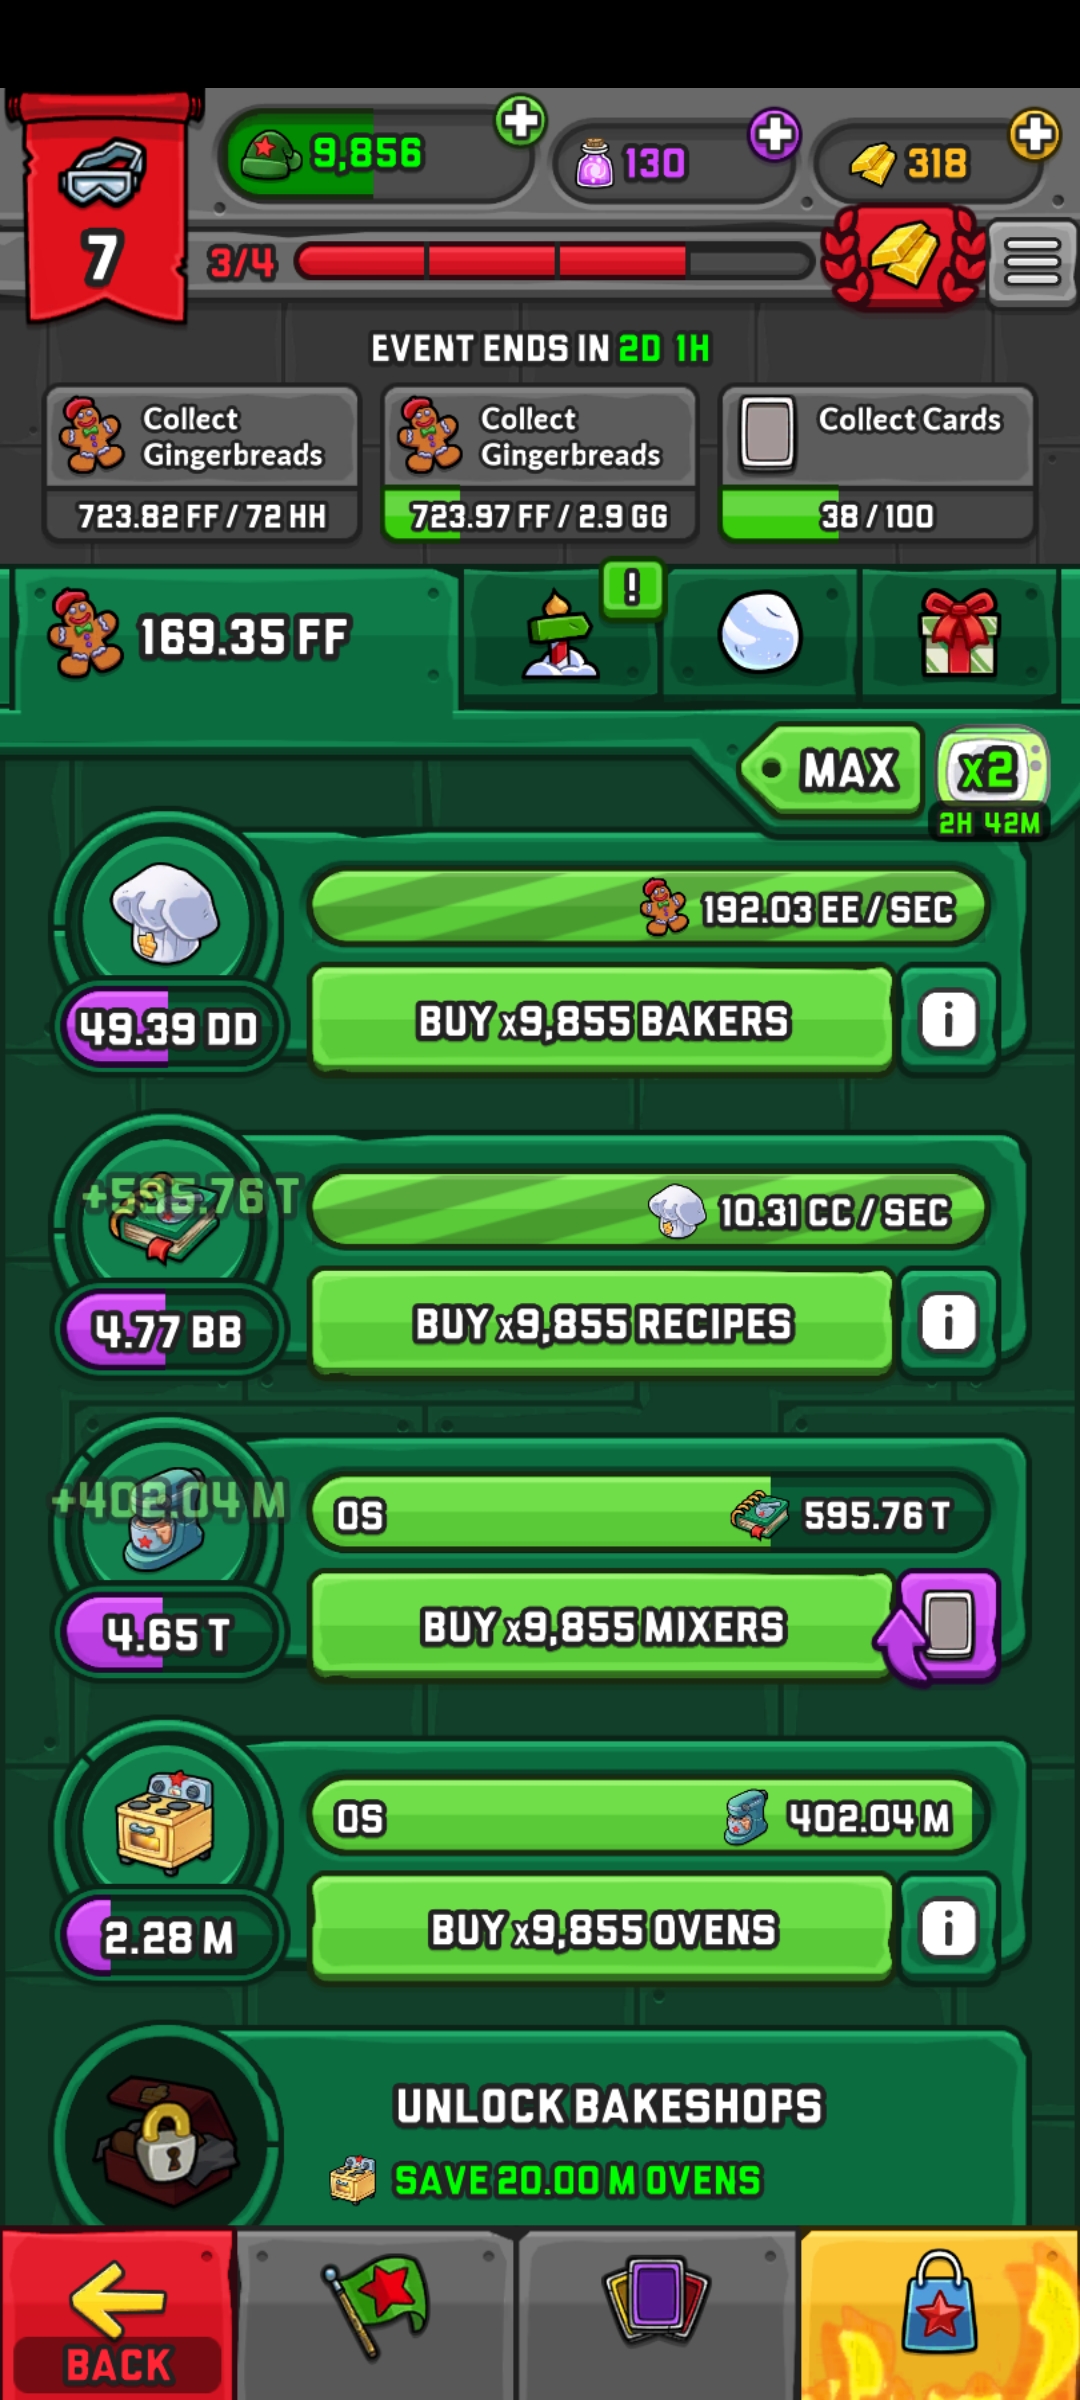 9,856
130
318
7
3/4
EVENT ENDS IN 2D 1H
Collect
Gingerbreads
723.82 FF / 72 HH
Collect
Gingerbreads
723.97 FF / 2.9 GG
Collect Cards
38 / 100
169.35 FF
!
MAX
x2
2H 42M
192.03 EE / SEC
49.39 DD
BUY x9,855 BAKERS
i
+595.76 T
10.31 CC / SEC
4.77 BB
BUY x9,855 RECIPES
i
+402.04 M
0S
595.76 T
4.65 T
BUY x9,855 MIXERS
0S
402.04 M
2.28 M
BUY x9,855 OVENS
i
UNLOCK BAKESHOPS
SAVE 20.00 M OVENS
BACK